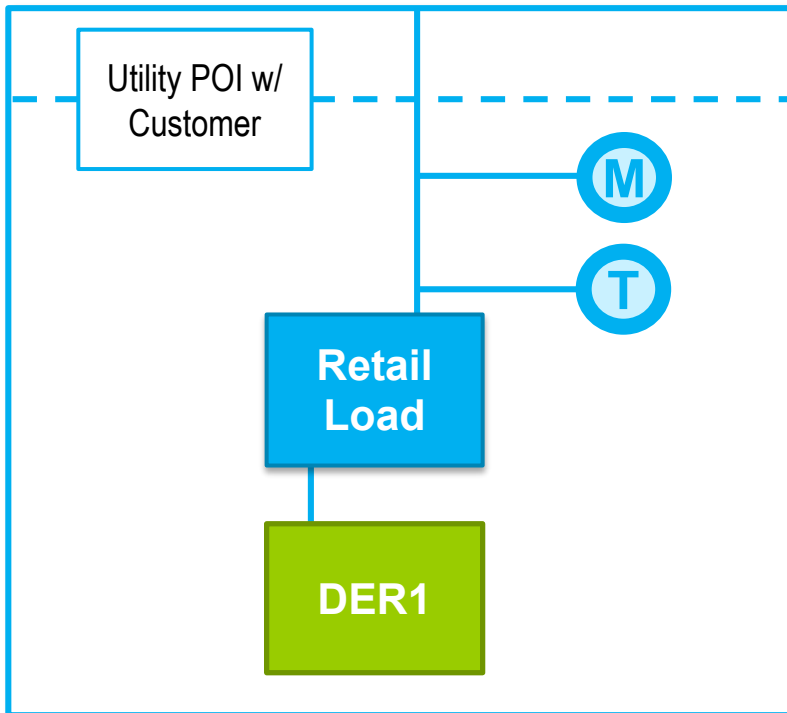 Utility POI w/
Customer
M
T
Retail
Load
DER1